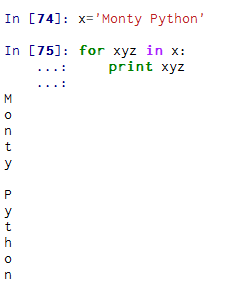 In [74]: x='Monty Python'
In [75]: for xyz in x:
...: print xyz
...:
M
o
n
t
y
P
y
t
h
o
n